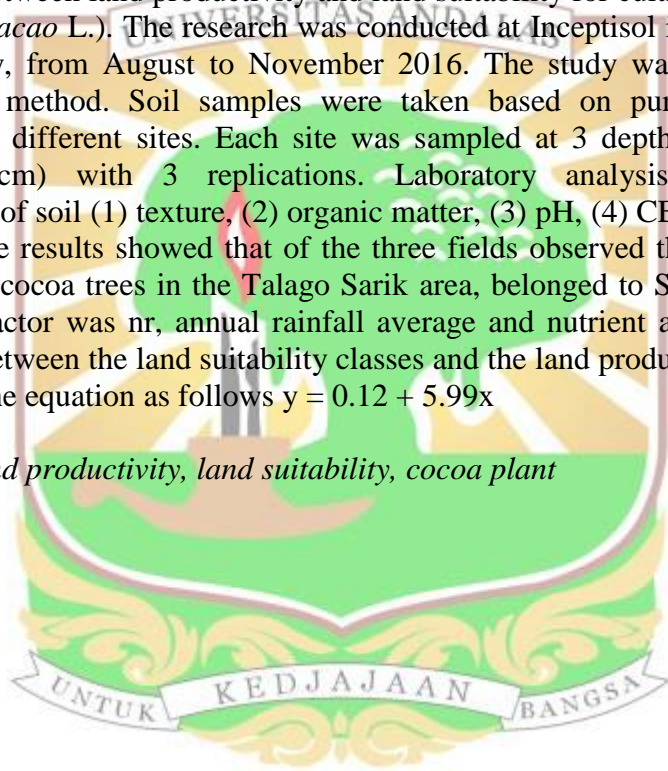 between land productivity and land suitability for
cacao L.). The research was conducted at Inceptisol
UNIVERSITAS ANDALAS
from August to November 2016. The study wa
method. Soil samples were taken based on pur
different sites. Each site was sampled at 3 depth
cm) with 3 replications. Laboratory analysis
of soil (1) texture, (2) organic matter, (3) pH, (4) CE
e results showed that of the three fields observed th
cocoa trees in the Talago Sarik area, belonged to S
actor was nr, annual rainfall average and nutrient a
etween the land suitability classes and the land produ
he equation as follows y = 0.12 + 5.99x
nd productivity, land suitability, cocoa plant
UNTUK KEDJAJAAN BANGSA